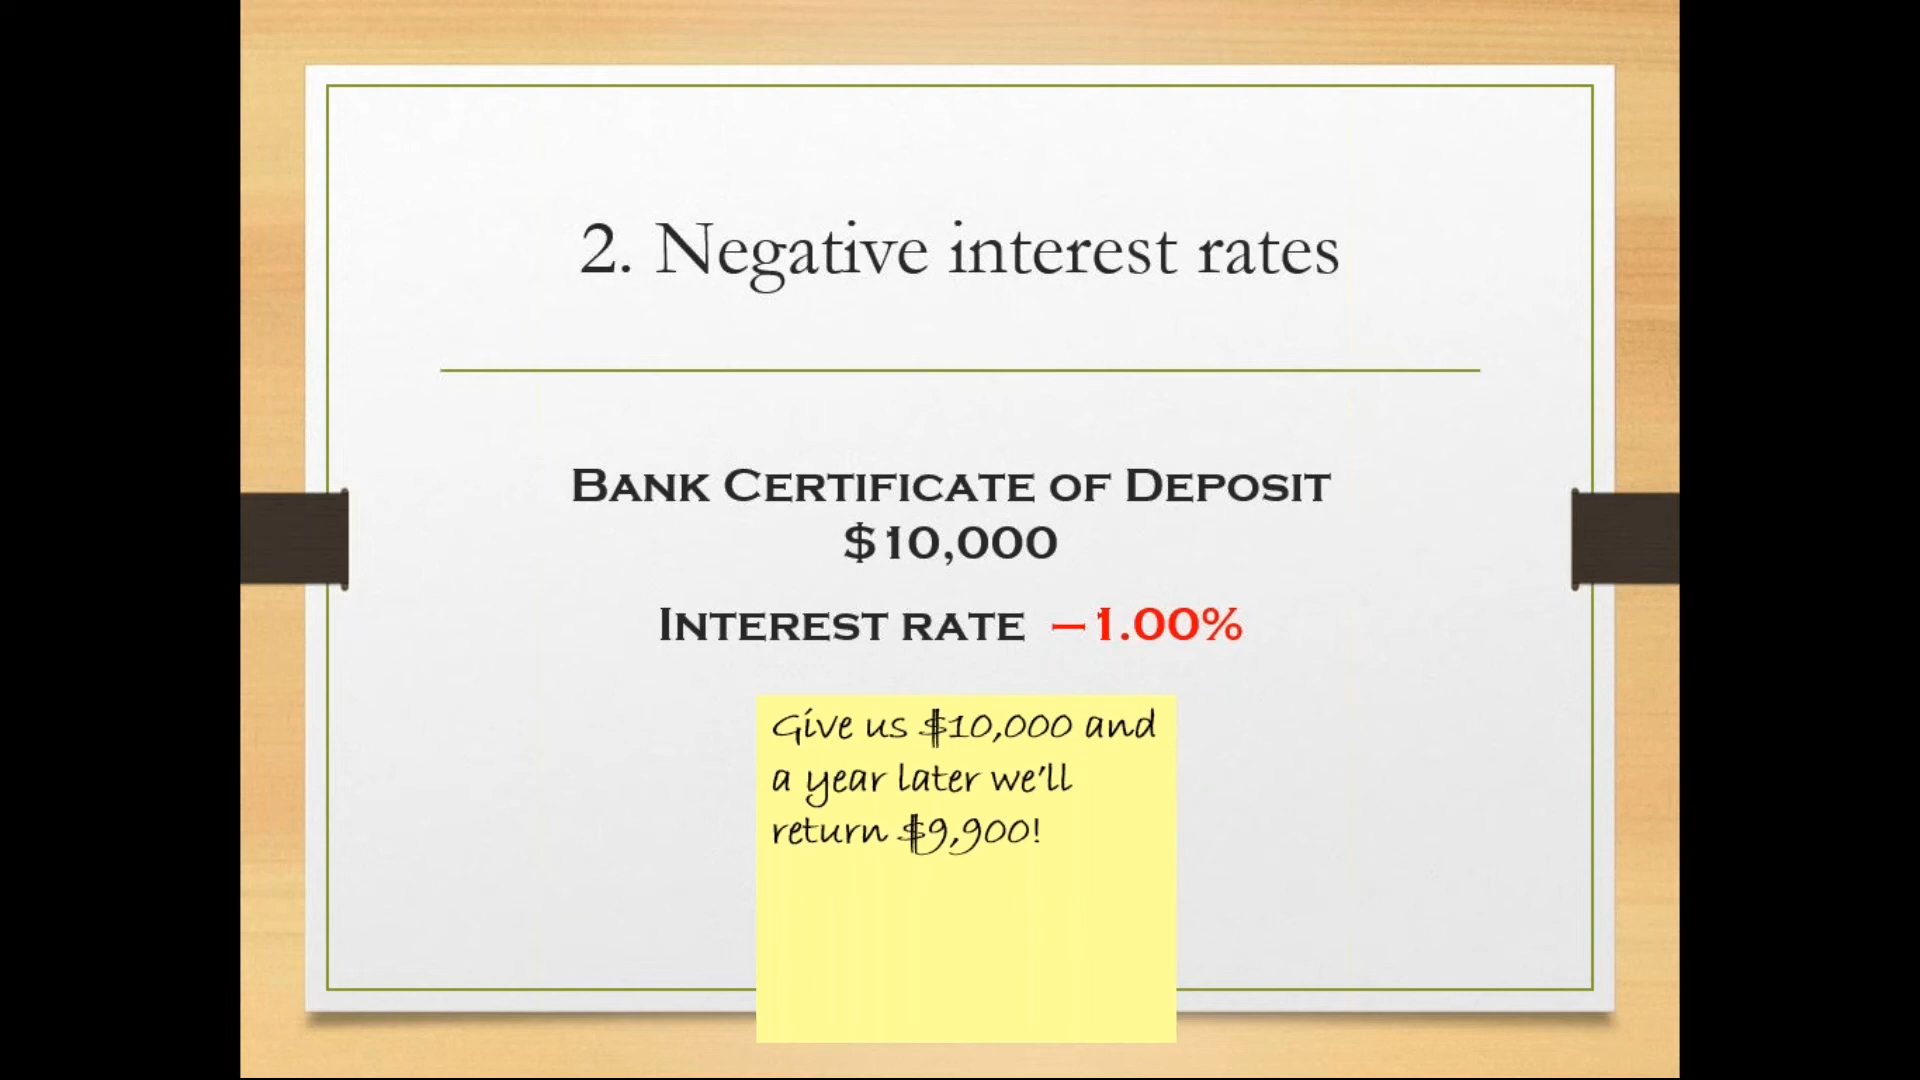 2. Negative interest rates
Bank Certificate of Deposit
$10,000
Interest rate –1.00%
Give us $10,000 and
a year later we'll
return $9,900!